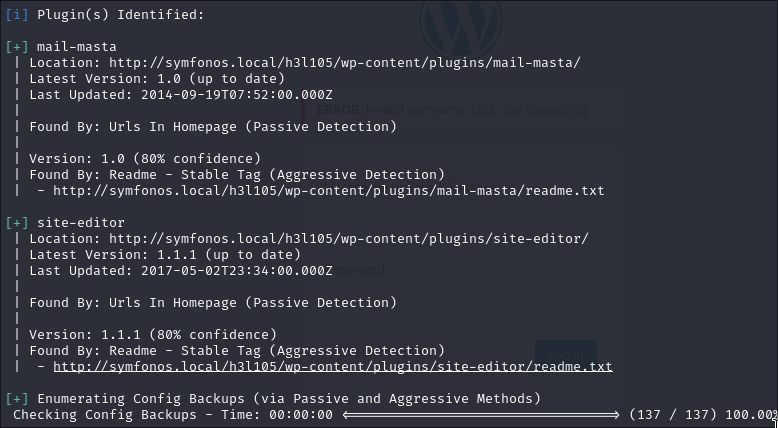 [i] Plugin(s) Identified:

[+] mail-masta
 | Location: http://symfonos.local/h3l105/wp-content/plugins/mail-masta/
 | Latest Version: 1.0 (up to date)
 | Last Updated: 2014-09-19T07:52:00.000Z
 |
 | Found By: Urls In Homepage (Passive Detection)
 |
 | Version: 1.0 (80% confidence)
 | Found By: Readme - Stable Tag (Aggressive Detection)
 |  - http://symfonos.local/h3l105/wp-content/plugins/mail-masta/readme.txt

[+] site-editor
 | Location: http://symfonos.local/h3l105/wp-content/plugins/site-editor/
 | Latest Version: 1.1.1 (up to date)
 | Last Updated: 2017-05-02T23:34:00.000Z
 |
 | Found By: Urls In Homepage (Passive Detection)
 |
 | Version: 1.1.1 (80% confidence)
 | Found By: Readme - Stable Tag (Aggressive Detection)
 |  - http://symfonos.local/h3l105/wp-content/plugins/site-editor/readme.txt

[+] Enumerating Config Backups (via Passive and Aggressive Methods)
 Checking Config Backups - Time: 00:00:00 <==================================> (137 / 137) 100.00%
ERROR: Invalid username. Lost your password?